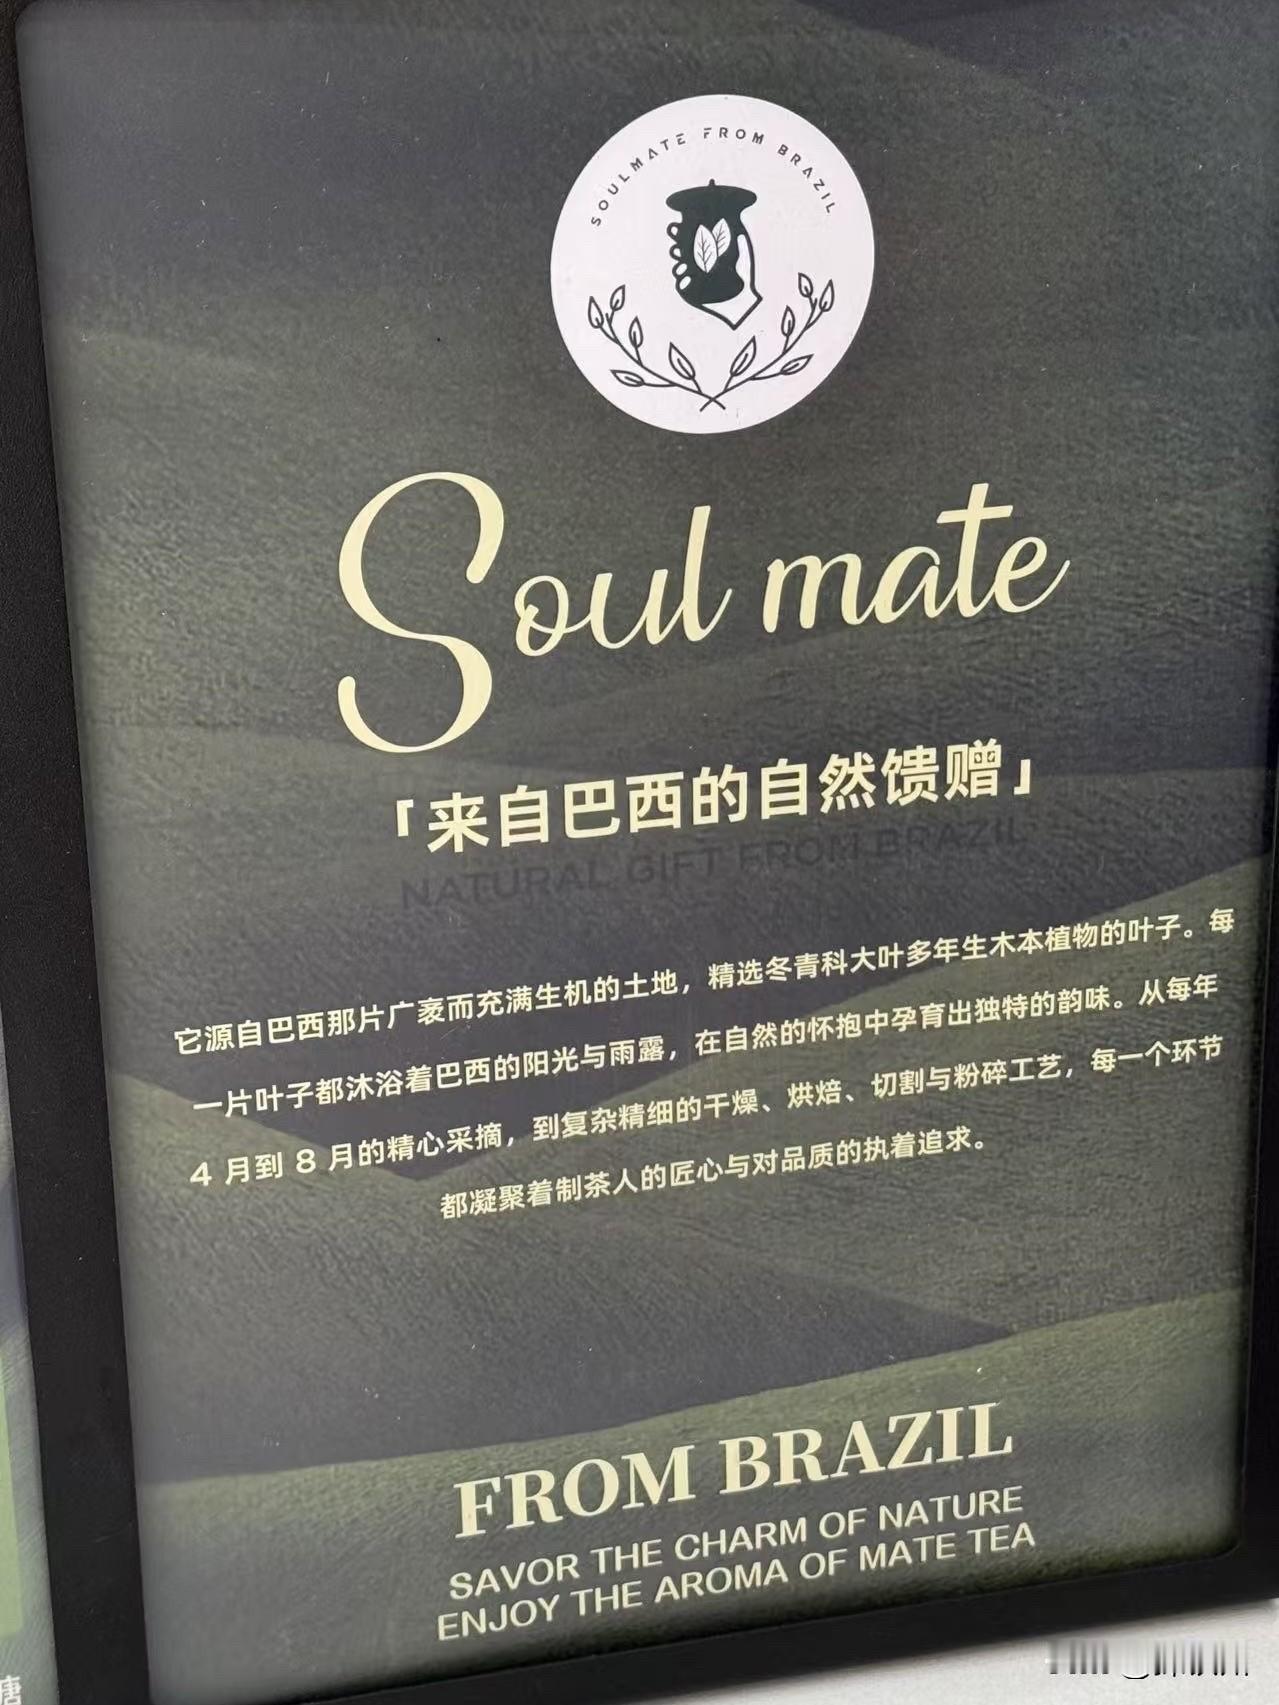 SOULMATE FROM BRAZIL
Soul mate
「来自巴西的自然馈赠」
NATURAL GIFT FROM BRAZIL
它源自巴西那片广袤而充满生机的土地，精选冬青科大叶多年生木本植物的叶子。每
一片叶子都沐浴着巴西的阳光与雨露，在自然的怀抱中孕育出独特的韵味。从每年
4 月到 8 月的精心采摘，到复杂精细的干燥、烘焙、切割与粉碎工艺，每一个环节
都凝聚着制茶人的匠心与对品质的执着追求。
FROM BRAZIL
SAVOR THE CHARM OF NATURE
ENJOY THE AROMA OF MATE TEA
糖